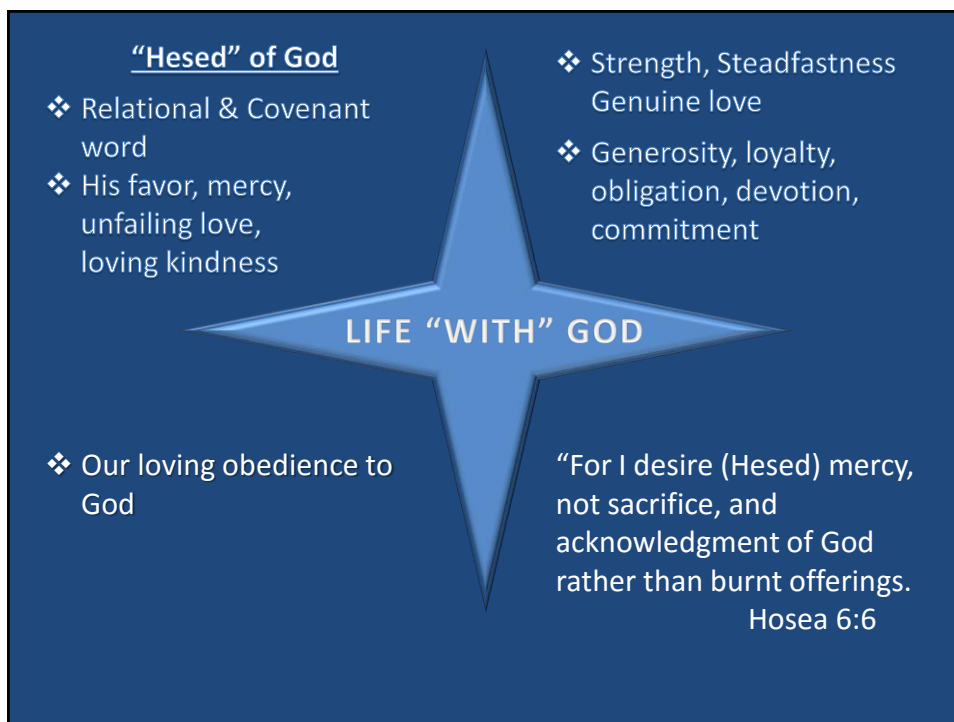 “Hesed” of God
❖ Relational & Covenant
word
❖ His favor, mercy,
unfailing love,
loving kindness
❖ Strength, Steadfastness
Genuine love
❖ Generosity, loyalty,
obligation, devotion,
commitment
LIFE “WITH” GOD
❖ Our loving obedience to
God
“For I desire (Hesed) mercy,
not sacrifice, and
acknowledgment of God
rather than burnt offerings.
Hosea 6:6